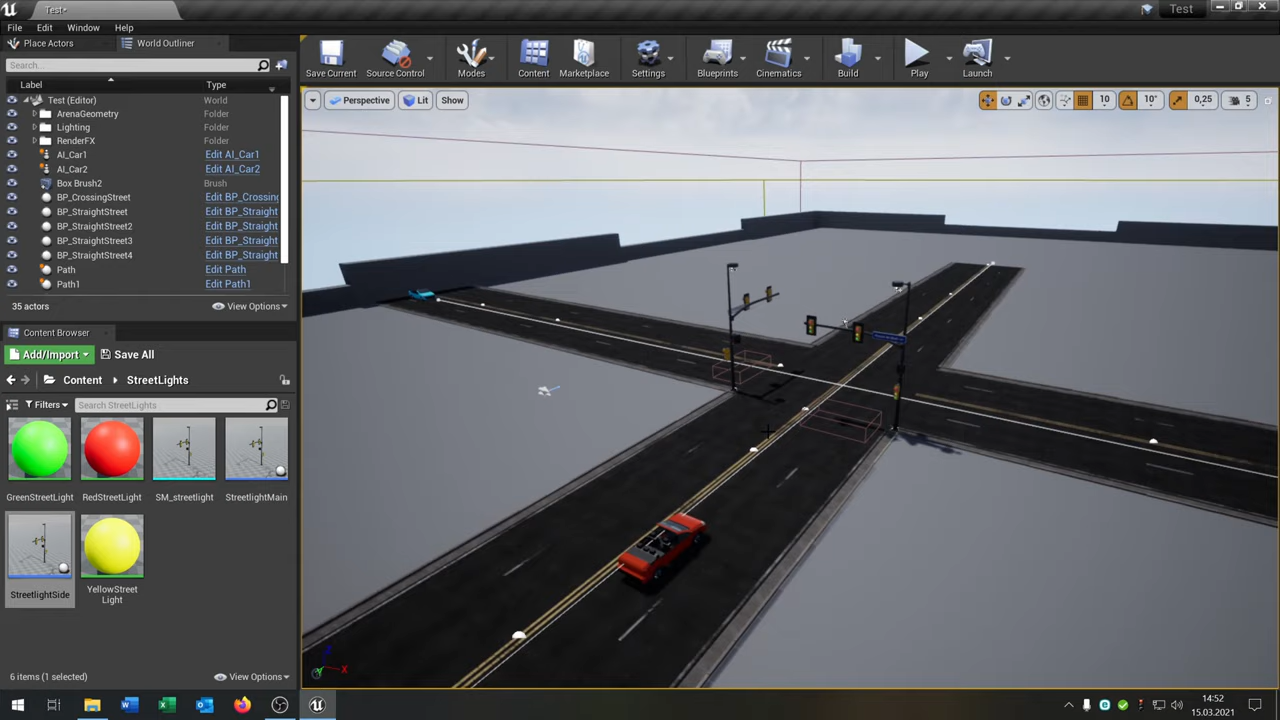 Test*
Test
File Edit Window Help
Place Actors World Outliner
Save Current Source Control Modes Content Marketplace Settings Blueprints Cinematics Build Play Launch
Search...
Label Type
Test (Editor) World
ArenaGeometry Folder
Lighting Folder
RenderFX Folder
AI_Car1 Edit AI_Car1
AI_Car2 Edit AI_Car2
Box Brush2 Brush
BP_CrossingStreet Edit BP_Crossing
BP_StraightStreet Edit BP_Straight
BP_StraightStreet2 Edit BP_Straight
BP_StraightStreet3 Edit BP_Straight
BP_StraightStreet4 Edit BP_Straight
Path Edit Path
Path1 Edit Path1
35 actors View Options
Perspective Lit Show
10 10° 0,25 5
Content Browser
Add/Import Save All
Content StreetLights
Filters Search StreetLights
GreenStreetLight RedStreetLight SM_streetlight StreetlightMain
StreetlightSide YellowStreet
Light
6 items (1 selected) View Options
X
14:52
15.03.2021